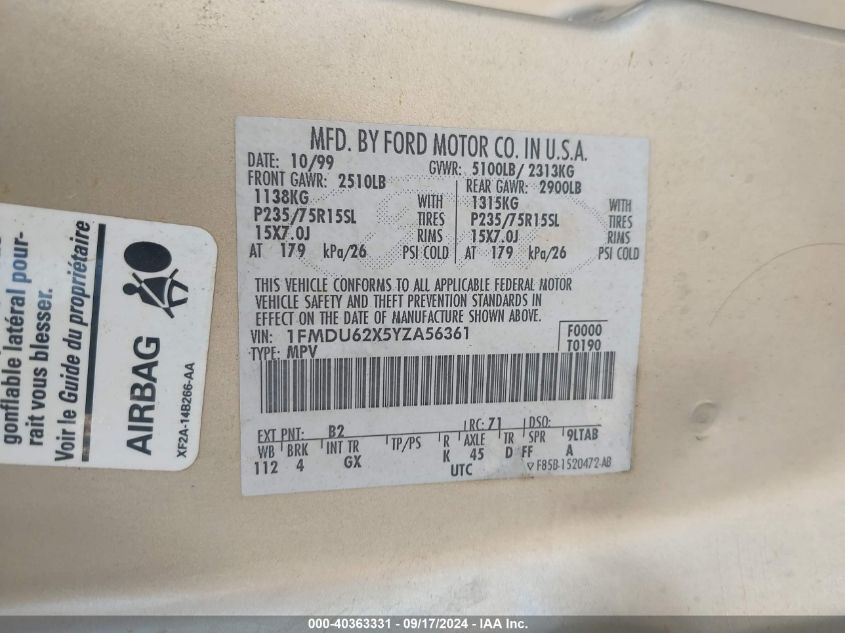 gonflable latéral pour-
rait vous blesser.
Voir le Guide du propriétaire
AIRBAG
XF2A-14B266-AA
MFD. BY FORD MOTOR CO. IN U.S.A.
DATE: 10/99 GVWR: 5100LB/ 2313KG
FRONT GAWR: 2510LB REAR GAWR: 2900LB
1138KG WITH 1315KG WITH
P235/75R15SL TIRES P235/75R15SL TIRES
15X7.0J RIMS 15X7.0J RIMS
AT 179 kPa/26 PSI COLD AT 179 kPa/26 PSI COLD
THIS VEHICLE CONFORMS TO ALL APPLICABLE FEDERAL MOTOR
VEHICLE SAFETY AND THEFT PREVENTION STANDARDS IN
EFFECT ON THE DATE OF MANUFACTURE SHOWN ABOVE.
VIN: 1FMDU62X5YZA56361 F0000
TYPE: MPV T0190
EXT PNT: B2 RC: 71 DSO:
WB BRK INT TR TP/PS R AXLE TR SPR 9LTAB
112 4 GX K 45 D FF A
UTC F85B-1520472-AB
000-40363331 - 09/17/2024 - IAA Inc.